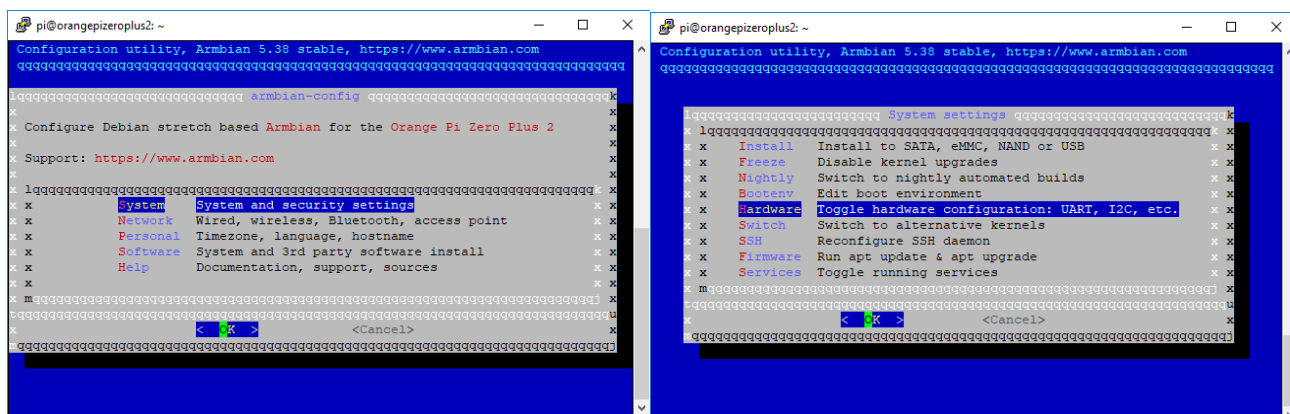 pi@orangepizeroplus2: ~
Configuration utility, Armbian 5.38 stable, https://www.armbian.com
armbian-config
Configure Debian stretch based Armbian for the Orange Pi Zero Plus 2
Support: https://www.armbian.com
System System and security settings
Network Wired, wireless, Bluetooth, access point
Personal Timezone, language, hostname
Software System and 3rd party software install
Help Documentation, support, sources
< OK > <Cancel>
pi@orangepizeroplus2: ~
Configuration utility, Armbian 5.38 stable, https://www.armbian.com
System settings
Install Install to SATA, eMMC, NAND or USB
Freeze Disable kernel upgrades
Nightly Switch to nightly automated builds
Bootenv Edit boot environment
Hardware Toggle hardware configuration: UART, I2C, etc.
Switch Switch to alternative kernels
SSH Reconfigure SSH daemon
Firmware Run apt update & apt upgrade
Services Toggle running services
< OK > <Cancel>